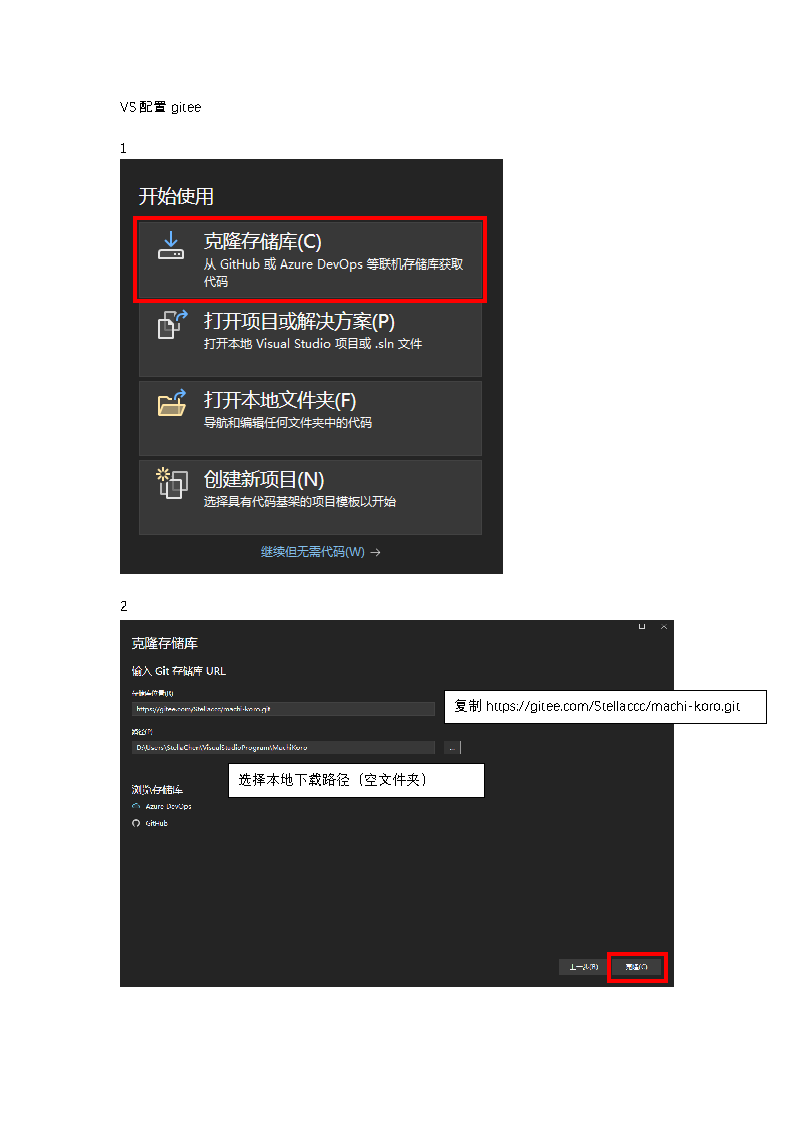 VS 配置 gitee
1
开始使用
克隆存储库(C)
从 GitHub 或 Azure DevOps 等联机存储库获取
代码
打开项目或解决方案(P)
打开本地 Visual Studio 项目或 .sln 文件
打开本地文件夹(F)
导航和编辑任何文件夹中的代码
创建新项目(N)
选择具有代码基架的项目模板以开始
继续但无需代码(W) →
2
克隆存储库
输入 Git 存储库 URL
存储库位置(R)
https://gitee.com/Stellaccc/machi-koro.git
复制 https://gitee.com/Stellaccc/machi-koro.git
路径(P)
D:\Users\StellaChen\VisualStudioProgram\MachiKoro
...
选择本地下载路径（空文件夹）
浏览存储库
Azure DevOps
GitHub
上一步(B)
克隆(C)